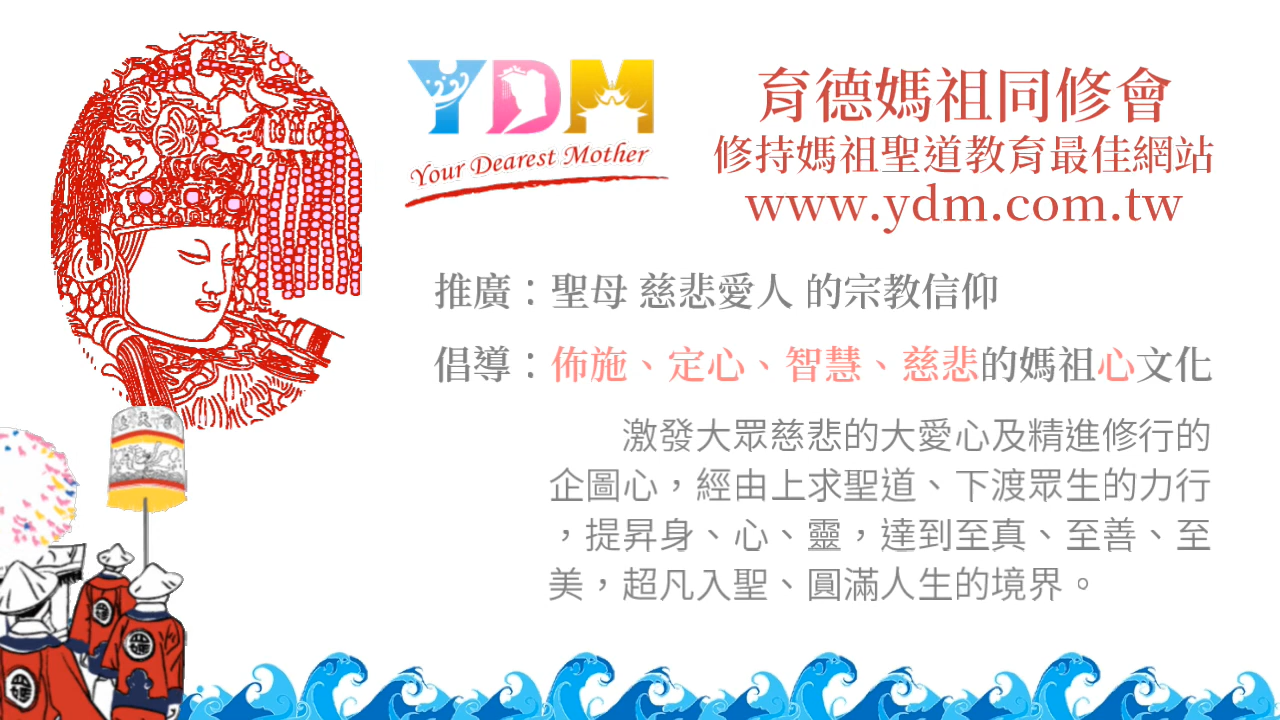 YDM
Your Dearest Mother
育德媽祖同修會
修持媽祖聖道教育最佳網站
www.ydm.com.tw
推廣：聖母 慈悲愛人 的宗教信仰
倡導：佈施、定心、智慧、慈悲的媽祖心文化
激發大眾慈悲的大愛心及精進修行的
企圖心，經由上求聖道、下渡眾生的力行
，提昇身、心、靈，達到至真、至善、至
美，超凡入聖、圓滿人生的境界。